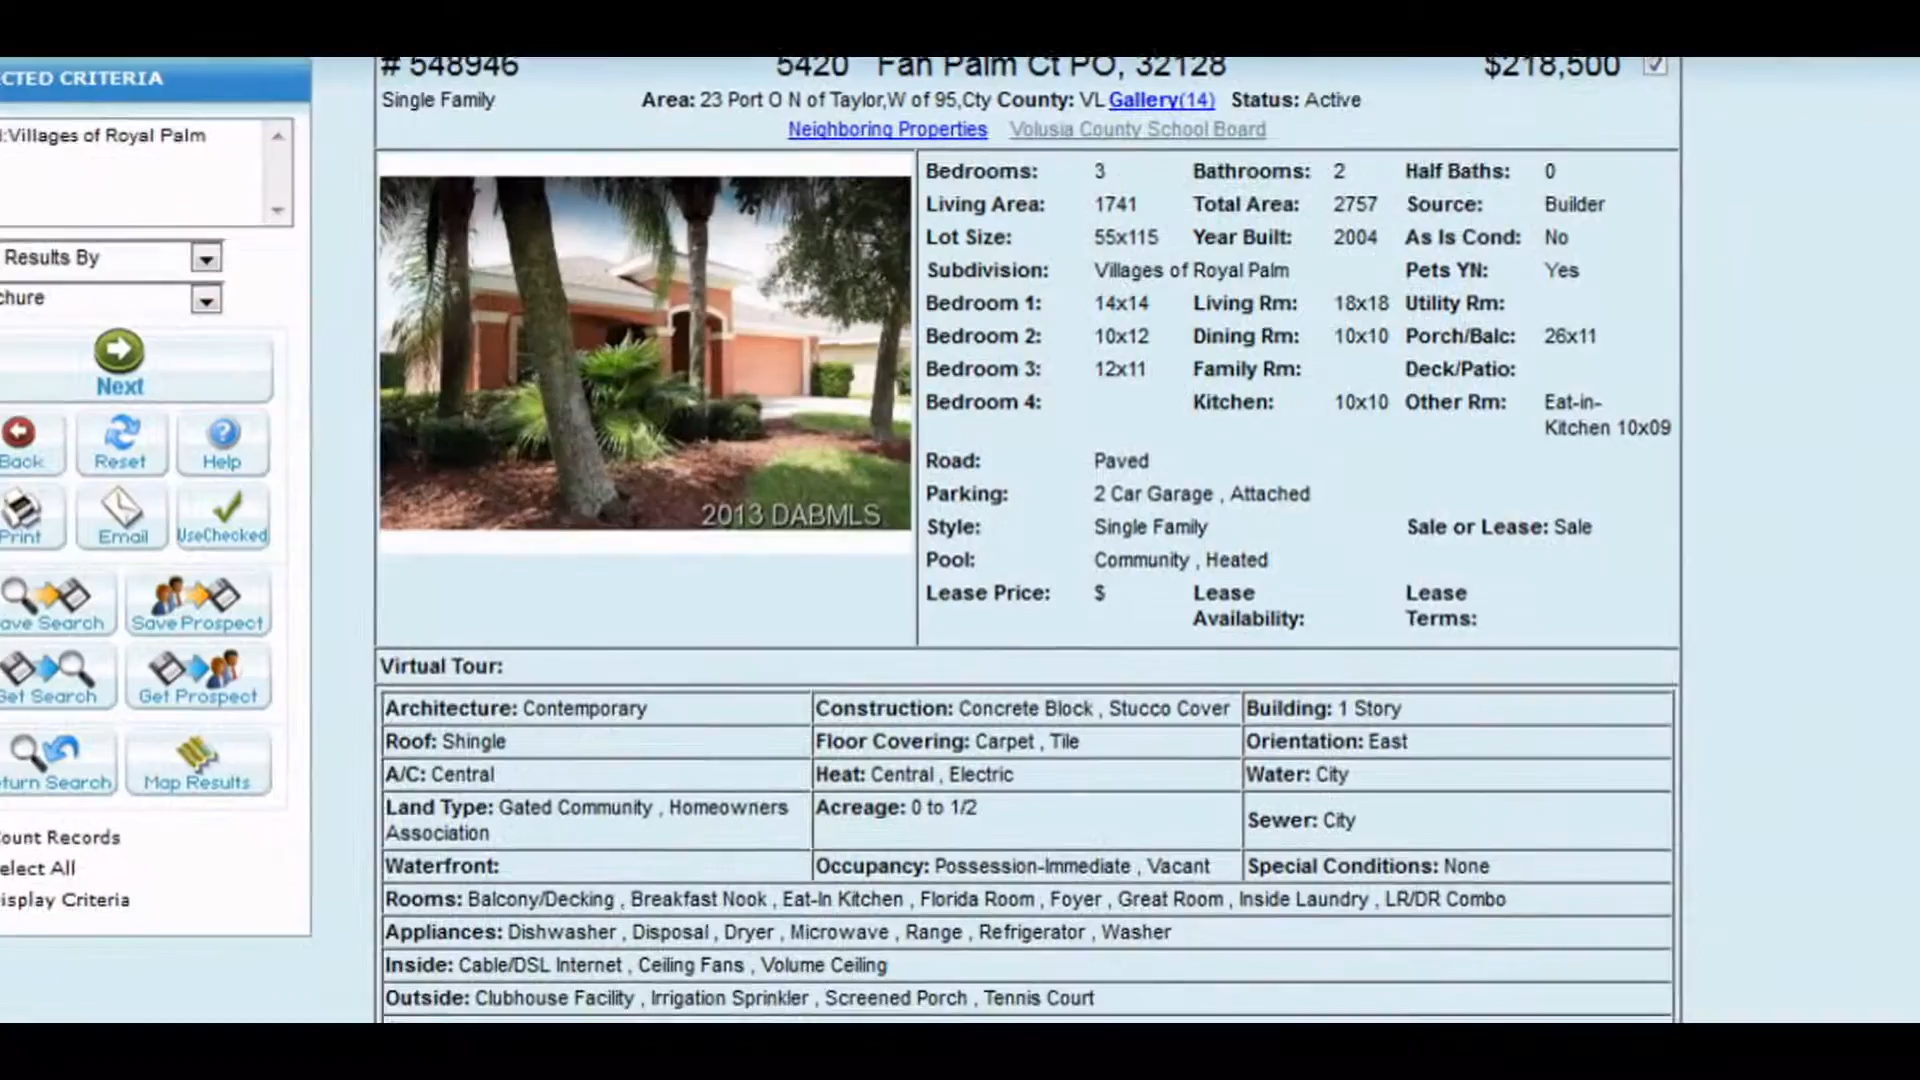 CTED CRITERIA
:Villages of Royal Palm
Results By
chure
Next
Back
Reset
Help
Print
Email
UseChecked
ave Search
Save Prospect
Get Search
Get Prospect
turn Search
Map Results
ount Records
elect All
isplay Criteria
# 548946 5420 Fan Palm Ct PO, 32128 $218,500
Single Family Area: 23 Port O N of Taylor,W of 95,Cty County: VL Gallery(14) Status: Active
Neighboring Properties Volusia County School Board
2013 DABMLS
Bedrooms: 3 Bathrooms: 2 Half Baths: 0
Living Area: 1741 Total Area: 2757 Source: Builder
Lot Size: 55x115 Year Built: 2004 As Is Cond: No
Subdivision: Villages of Royal Palm Pets YN: Yes
Bedroom 1: 14x14 Living Rm: 18x18 Utility Rm:
Bedroom 2: 10x12 Dining Rm: 10x10 Porch/Balc: 26x11
Bedroom 3: 12x11 Family Rm: Deck/Patio:
Bedroom 4: Kitchen: 10x10 Other Rm: Eat-in-
Kitchen 10x09
Road: Paved
Parking: 2 Car Garage , Attached
Style: Single Family Sale or Lease: Sale
Pool: Community , Heated
Lease Price: $ Lease Lease
Availability: Terms:
Virtual Tour:
Architecture: Contemporary Construction: Concrete Block , Stucco Cover Building: 1 Story
Roof: Shingle Floor Covering: Carpet , Tile Orientation: East
A/C: Central Heat: Central , Electric Water: City
Land Type: Gated Community , Homeowners Acreage: 0 to 1/2
Association Sewer: City
Waterfront: Occupancy: Possession-Immediate , Vacant Special Conditions: None
Rooms: Balcony/Decking , Breakfast Nook , Eat-In Kitchen , Florida Room , Foyer , Great Room , Inside Laundry , LR/DR Combo
Appliances: Dishwasher , Disposal , Dryer , Microwave , Range , Refrigerator , Washer
Inside: Cable/DSL Internet , Ceiling Fans , Volume Ceiling
Outside: Clubhouse Facility , Irrigation Sprinkler , Screened Porch , Tennis Court